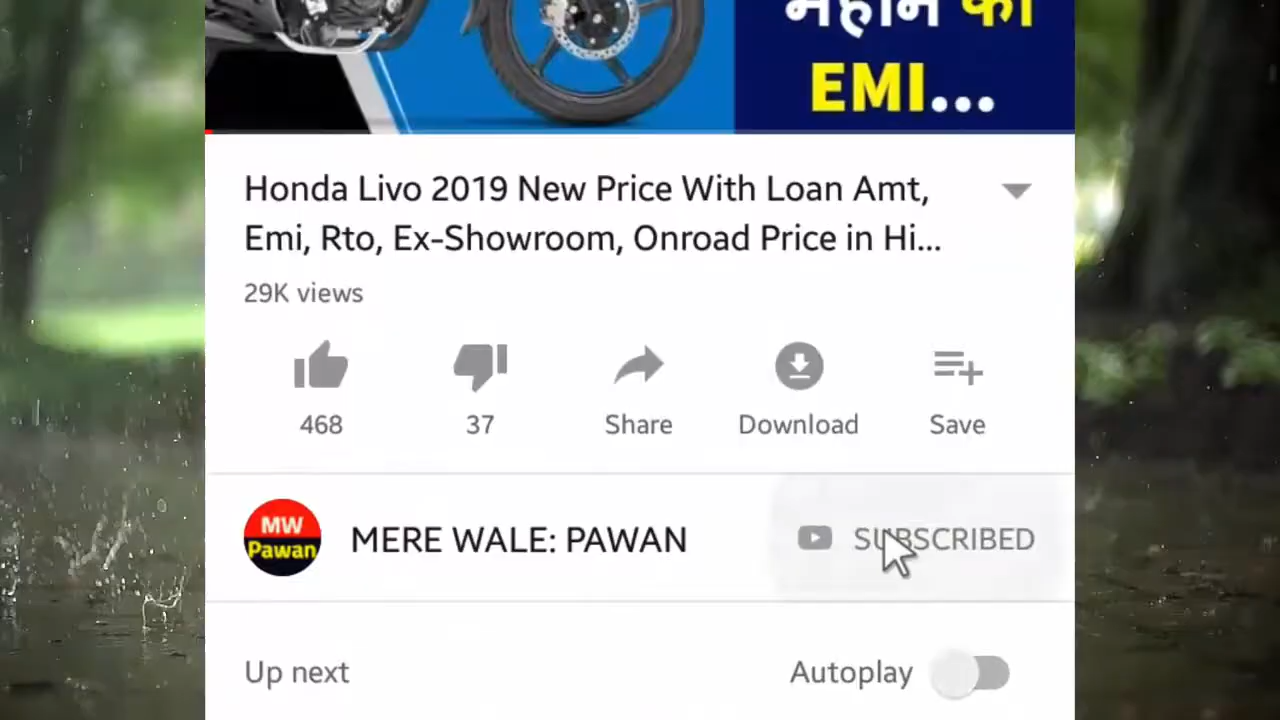 महीने की
EMI...
Honda Livo 2019 New Price With Loan Amt,
Emi, Rto, Ex-Showroom, Onroad Price in Hi...
29K views
468 37 Share Download Save
MW
Pawan
MERE WALE: PAWAN SUBSCRIBED
Up next Autoplay